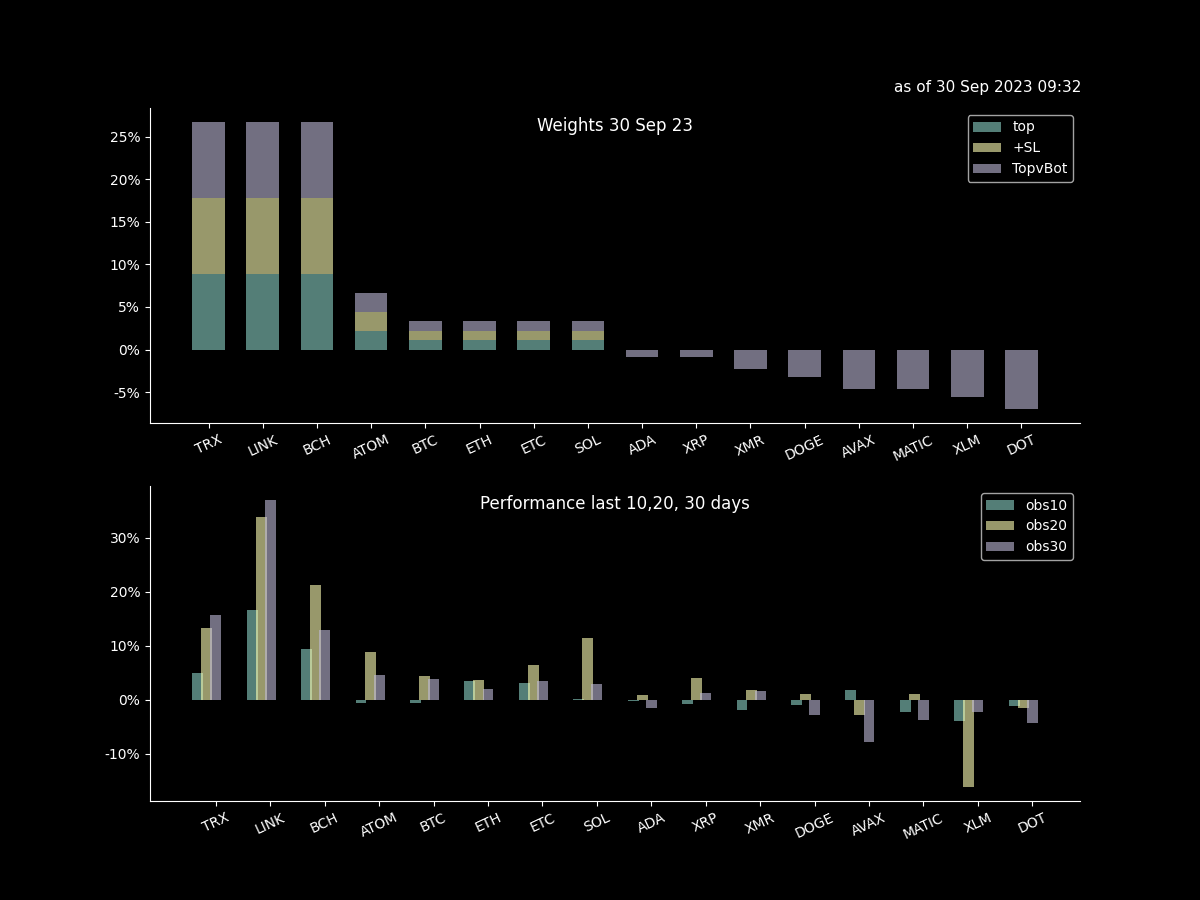 as of 30 Sep 2023 09:32
Weights 30 Sep 23
top
+SL
TopvBot
25%
20%
15%
10%
5%
0%
-5%
TRX LINK BCH ATOM BTC ETH ETC SOL ADA XRP XMR DOGE AVAX MATIC XLM DOT
Performance last 10,20, 30 days
obs10
obs20
obs30
30%
20%
10%
0%
-10%
TRX LINK BCH ATOM BTC ETH ETC SOL ADA XRP XMR DOGE AVAX MATIC XLM DOT